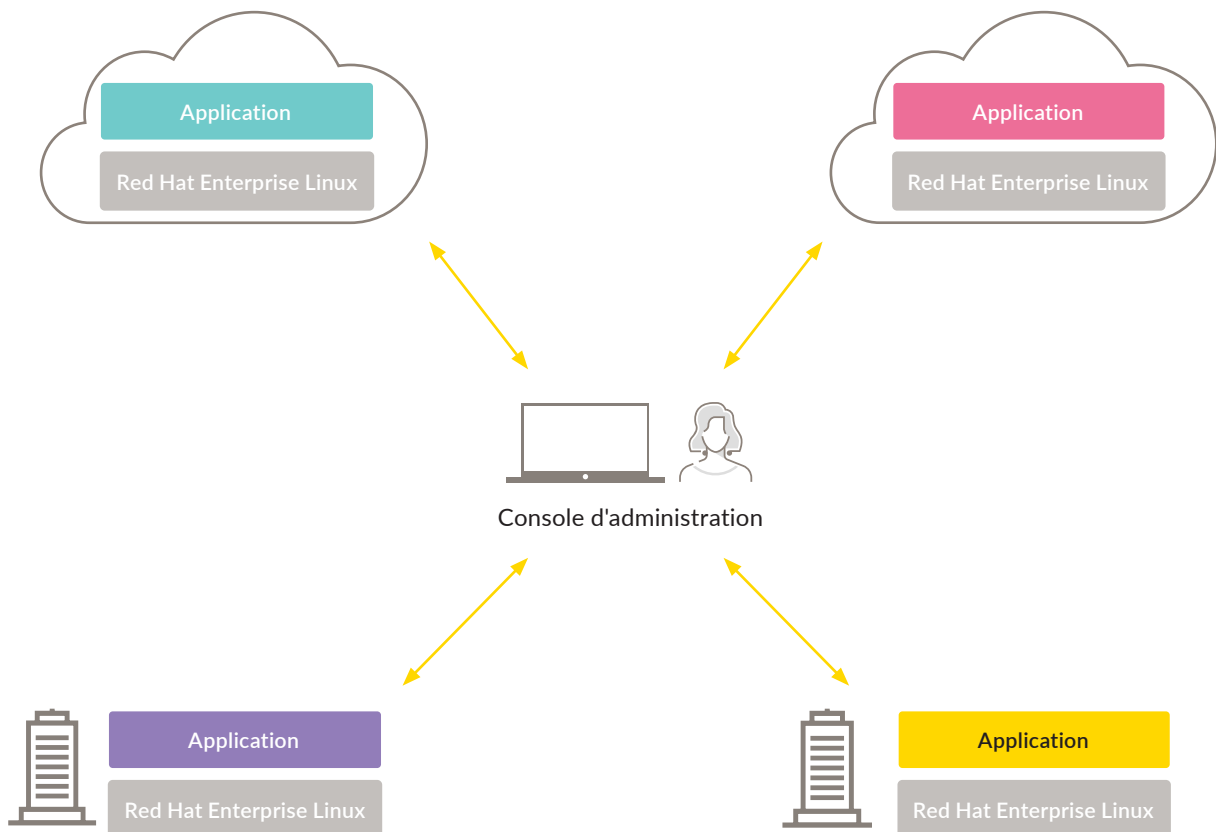 Application
Red Hat Enterprise Linux
Application
Red Hat Enterprise Linux
Console d'administration
Application
Red Hat Enterprise Linux
Application
Red Hat Enterprise Linux